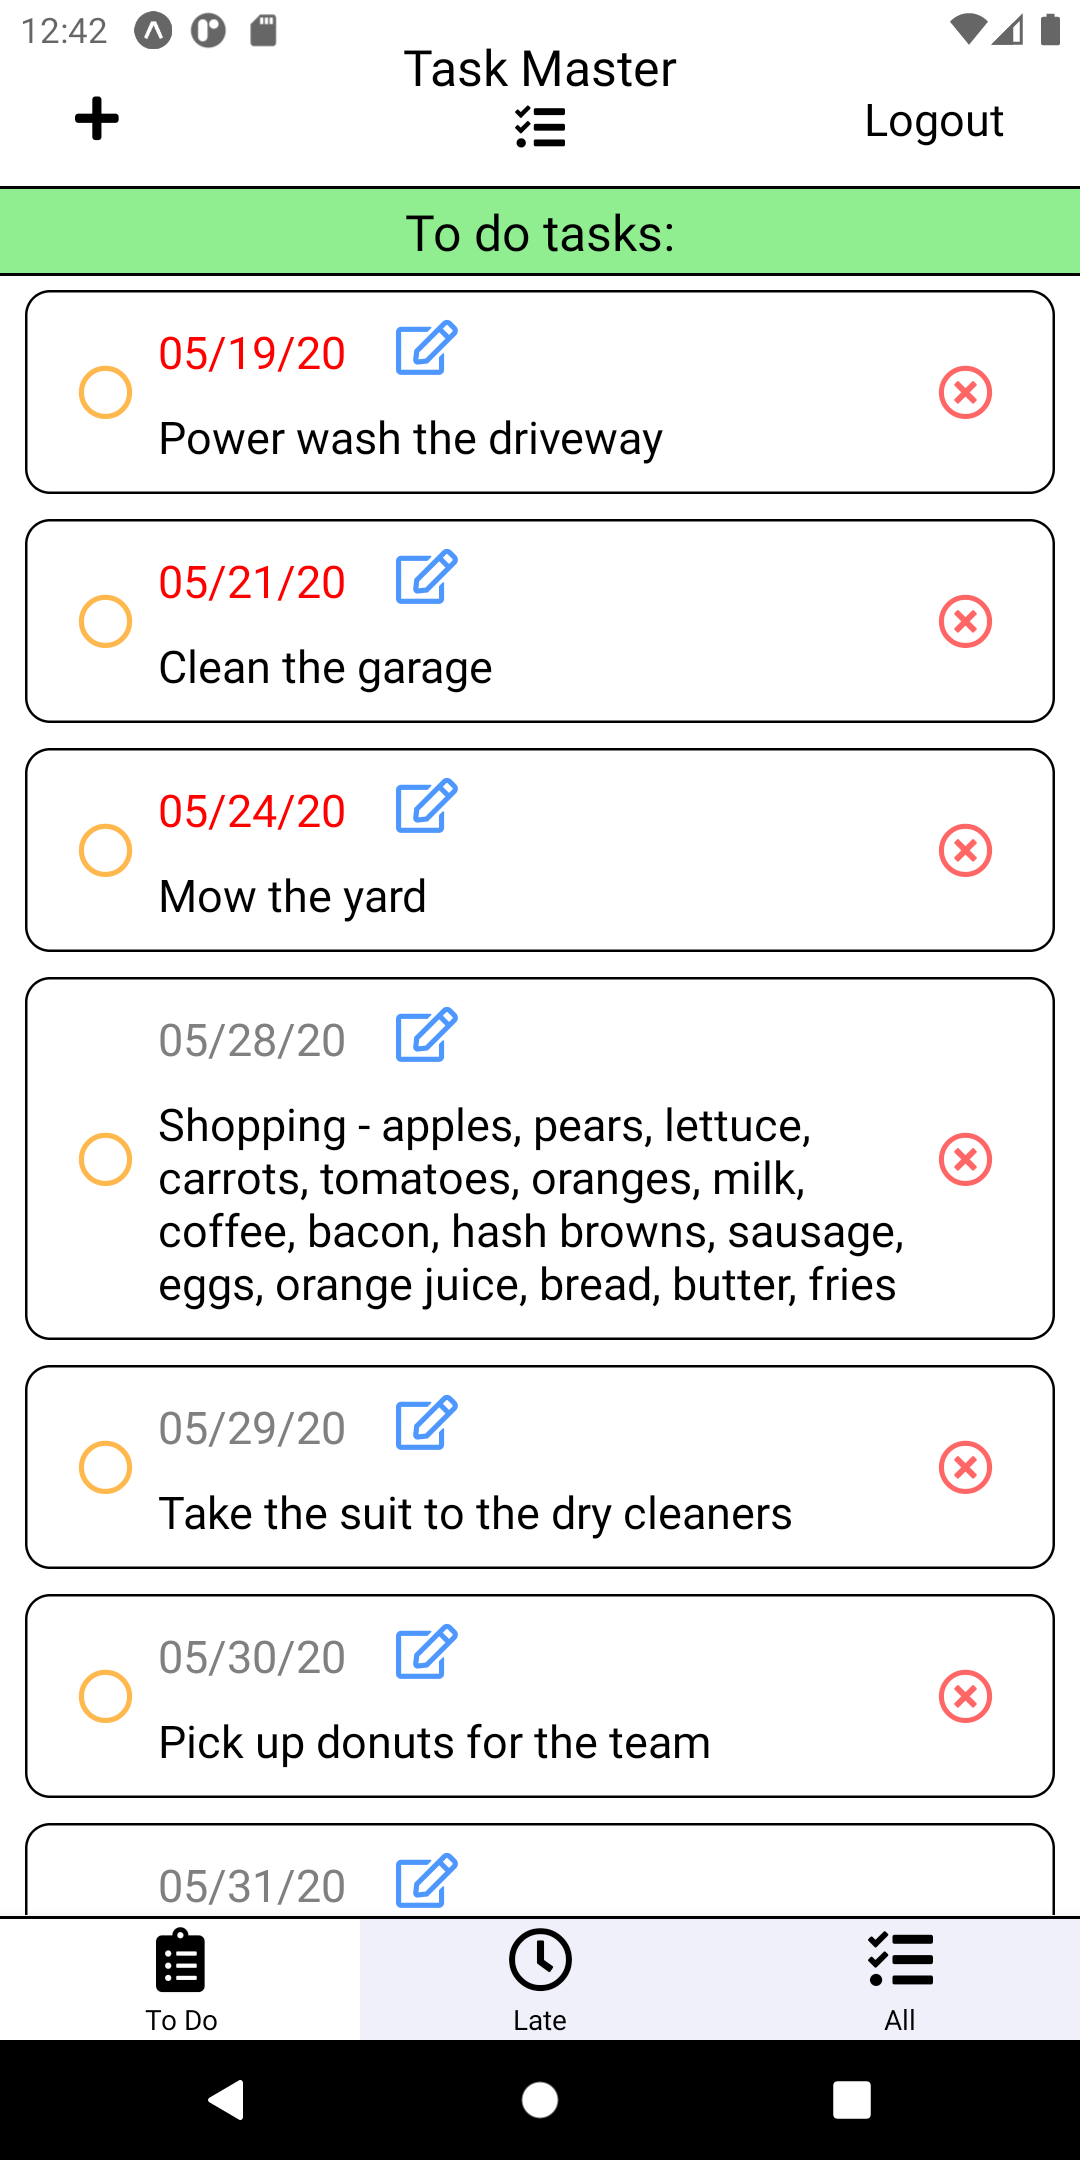 12:42
Task Master
Logout
To do tasks:
05/19/20
Power wash the driveway
05/21/20
Clean the garage
05/24/20
Mow the yard
05/28/20
Shopping - apples, pears, lettuce,
carrots, tomatoes, oranges, milk,
coffee, bacon, hash browns, sausage,
eggs, orange juice, bread, butter, fries
05/29/20
Take the suit to the dry cleaners
05/30/20
Pick up donuts for the team
05/31/20
To Do
Late
All